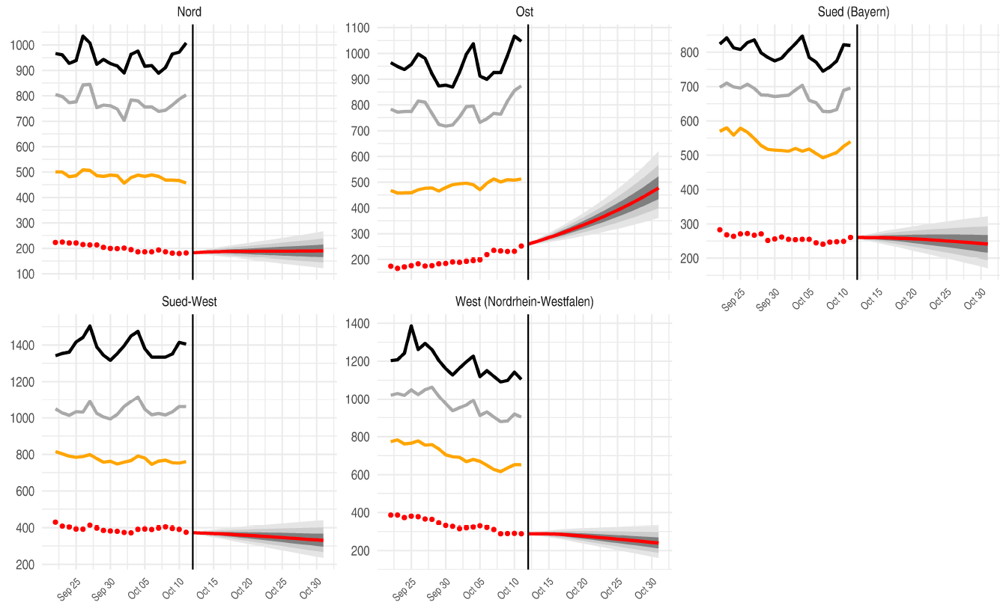 Nord
1000
900
800
700
600
500
400
300
200
100
Ost
1100
1000
900
800
700
600
500
400
300
200
Sued (Bayern)
800
700
600
500
400
300
200
Sep 25
Sep 30
Oct 05
Oct 10
Oct 15
Oct 20
Oct 25
Oct 30
Sued-West
1400
1200
1000
800
600
400
200
Sep 25
Sep 30
Oct 05
Oct 10
Oct 15
Oct 20
Oct 25
Oct 30
West (Nordrhein-Westfalen)
1400
1200
1000
800
600
400
200
Sep 25
Sep 30
Oct 05
Oct 10
Oct 15
Oct 20
Oct 25
Oct 30